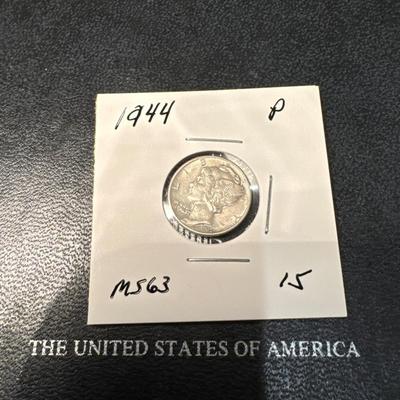 1944 P
MS63 15
THE UNITED STATES OF AMERICA